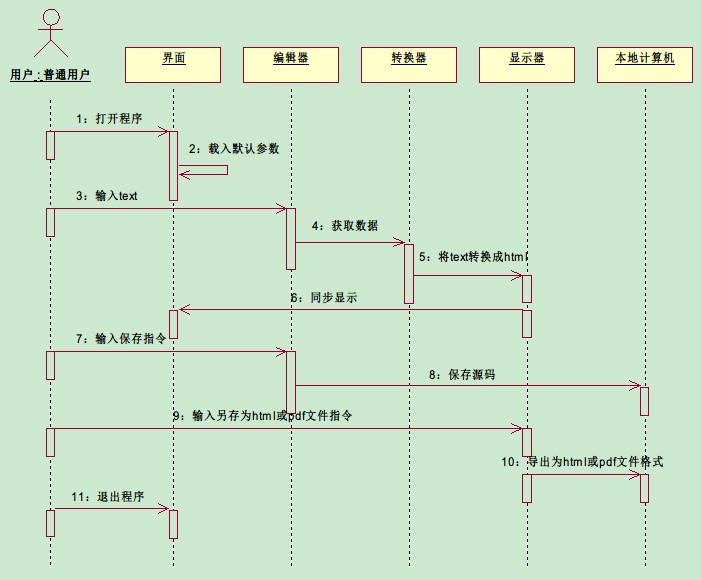 界面
编辑器
转换器
显示器
本地计算机
用户 : 普通用户
1: 打开程序
2: 载入默认参数
3: 输入text
4: 获取数据
5: 将text转换成html
6: 同步显示
7: 输入保存指令
8: 保存源码
9: 输入另存为html或pdf文件指令
10: 导出为html或pdf文件格式
11: 退出程序